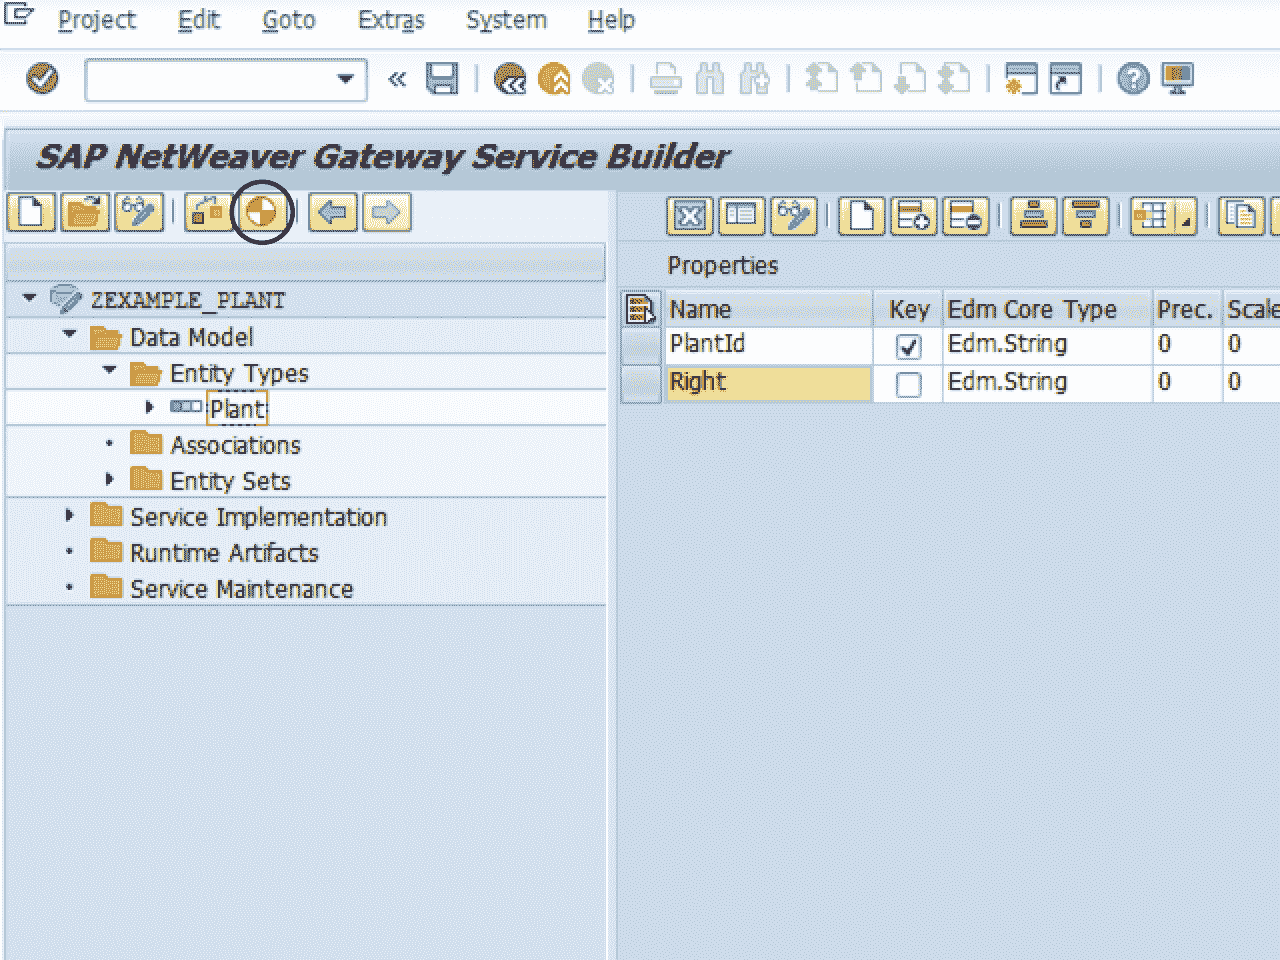 Project Edit Goto Extras System Help
SAP NetWeaver Gateway Service Builder
ZEXAMPLE_PLANT
Data Model
Entity Types
Plant
Associations
Entity Sets
Service Implementation
Runtime Artifacts
Service Maintenance
Properties
Name Key Edm Core Type Prec. Scale
PlantId Edm.String 0 0
Right Edm.String 0 0